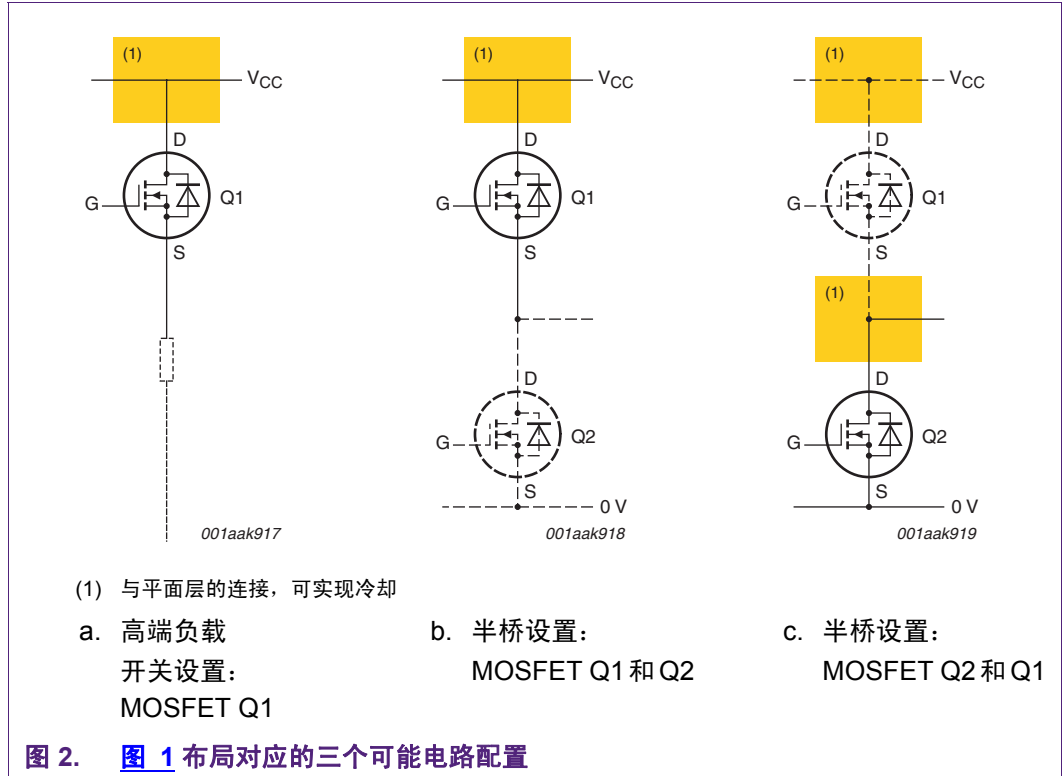 (1)
VCC
D
G
Q1
S
001aak917
(1)
VCC
D
G
Q1
S
D
G
Q2
S
0 V
001aak918
(1)
VCC
D
G
Q1
S
(1)
D
G
Q2
S
0 V
001aak919
(1) 与平面层的连接，可实现冷却
a. 高端负载
开关设置：
MOSFET Q1
b. 半桥设置：
MOSFET Q1 和 Q2
c. 半桥设置：
MOSFET Q2 和 Q1
图 2. 图 1 布局对应的三个可能电路配置